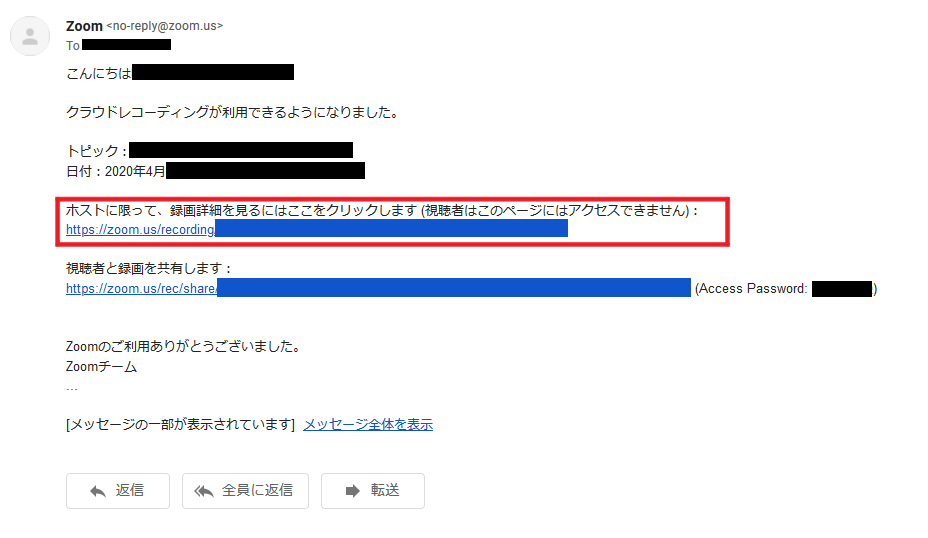 Zoom <no-reply@zoom.us>
To
こんにちは
クラウドレコーディングが利用できるようになりました。
トピック：
日付：2020年4月
ホストに限って、録画詳細を見るにはここをクリックします (視聴者はこのページにはアクセスできません)：
https://zoom.us/recording/
視聴者と録画を共有します：
https://zoom.us/rec/share/ (Access Password: )
Zoomのご利用ありがとうございました。
Zoomチーム
...
[メッセージの一部が表示されています] メッセージ全体を表示
返信 全員に返信 転送